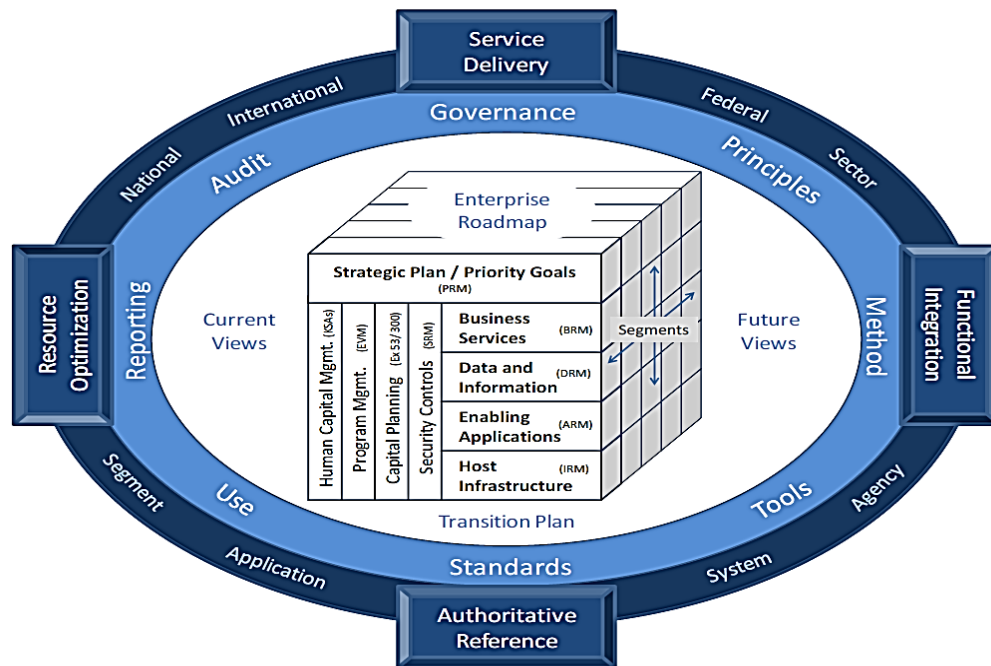 Service
Delivery
International
Federal
Governance
National
Audit
Principles
Sector
Enterprise
Roadmap
Strategic Plan / Priority Goals
(PRM)
Resource
Optimization
Reporting
Current
Views
Human Capital Mgmt. (KSAs)
Program Mgmt. (EVM)
Capital Planning (Ex53/300)
Security Controls (SRM)
Business (BRM)
Services
Data and (DRM)
Information
Enabling
Applications (ARM)
Host (IRM)
Infrastructure
Segments
Future
Views
Method
Functional
Integration
Segment
Use
Transition Plan
Tools
Agency
Application
Standards
System
Authoritative
Reference